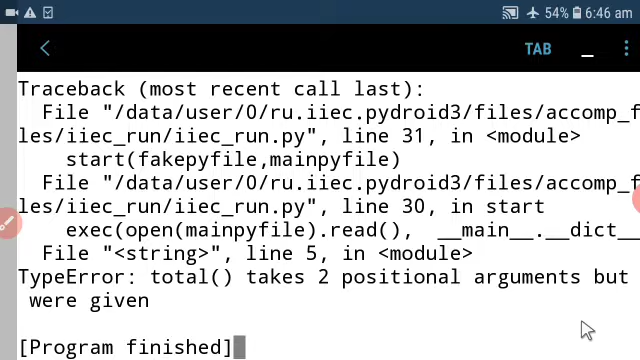 54% 6:46 am
TAB
Traceback (most recent call last):
File "/data/user/0/ru.iiec.pydroid3/files/accomp_f
les/iiec_run/iiec_run.py", line 31, in <module>
start(fakepyfile,mainpyfile)
File "/data/user/0/ru.iiec.pydroid3/files/accomp_f
les/iiec_run/iiec_run.py", line 30, in start
exec(open(mainpyfile).read(), __main__.__dict__
File "<string>", line 5, in <module>
TypeError: total() takes 2 positional arguments but
were given
[Program finished]